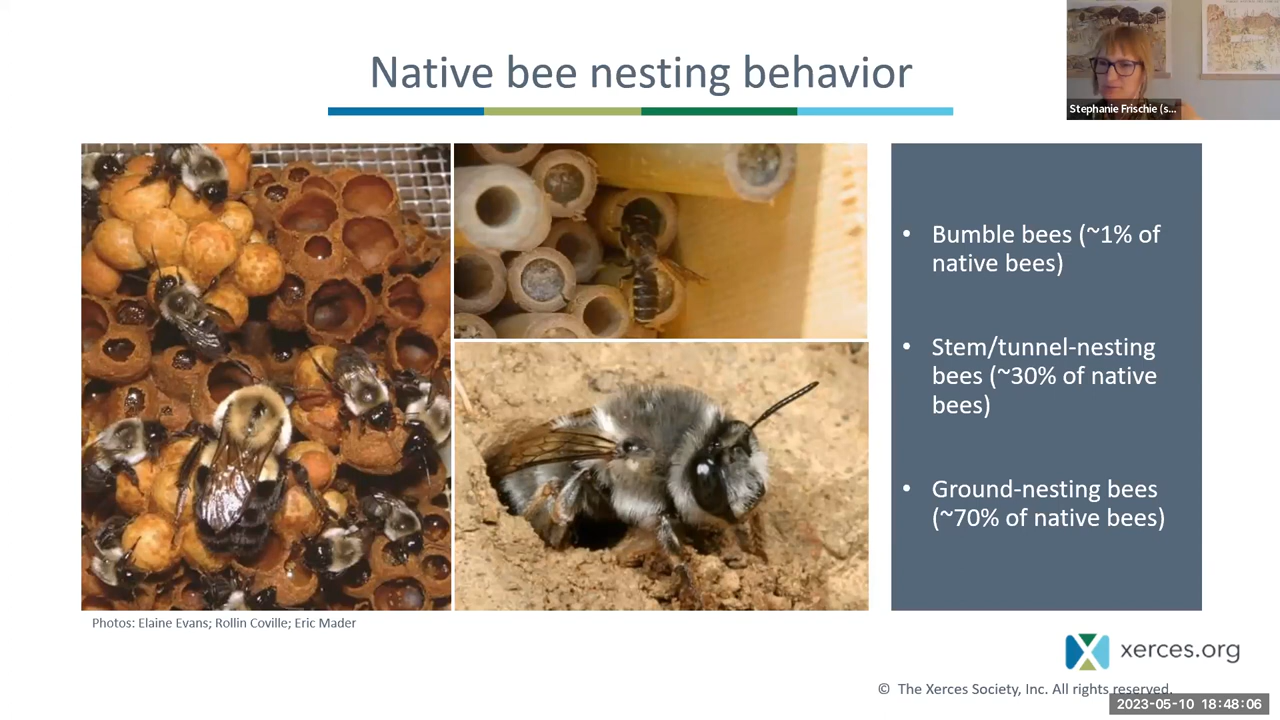 Native bee nesting behavior
Stephanie Frischie (s...
• Bumble bees (~1% of
native bees)
• Stem/tunnel-nesting
bees (~30% of native
bees)
• Ground-nesting bees
(~70% of native bees)
Photos: Elaine Evans; Rollin Coville; Eric Mader
xerces.org
© The Xerces Society, Inc. All rights reserved.
2023-05-10 18:48:06